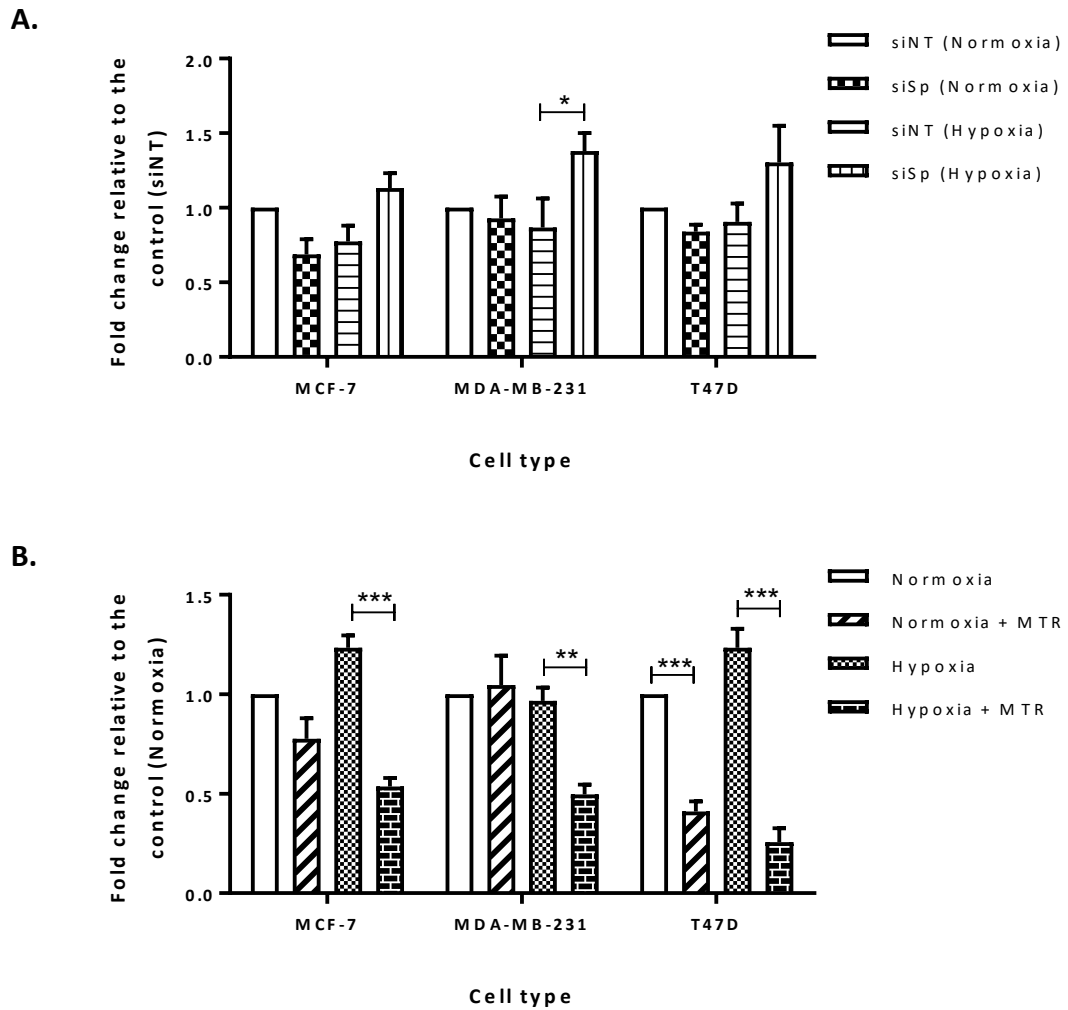 A.
Fold change relative to the
control (siNT)
2.0
1.5
1.0
0.5
0.0
*
MCF-7
MDA-MB-231
T47D
Cell type
siNT (Normoxia)
siSp (Normoxia)
siNT (Hypoxia)
siSp (Hypoxia)
B.
Fold change relative to the
control (Normoxia)
1.5
1.0
0.5
0.0
***
**
***
***
MCF-7
MDA-MB-231
T47D
Cell type
Normoxia
Normoxia + MTR
Hypoxia
Hypoxia + MTR